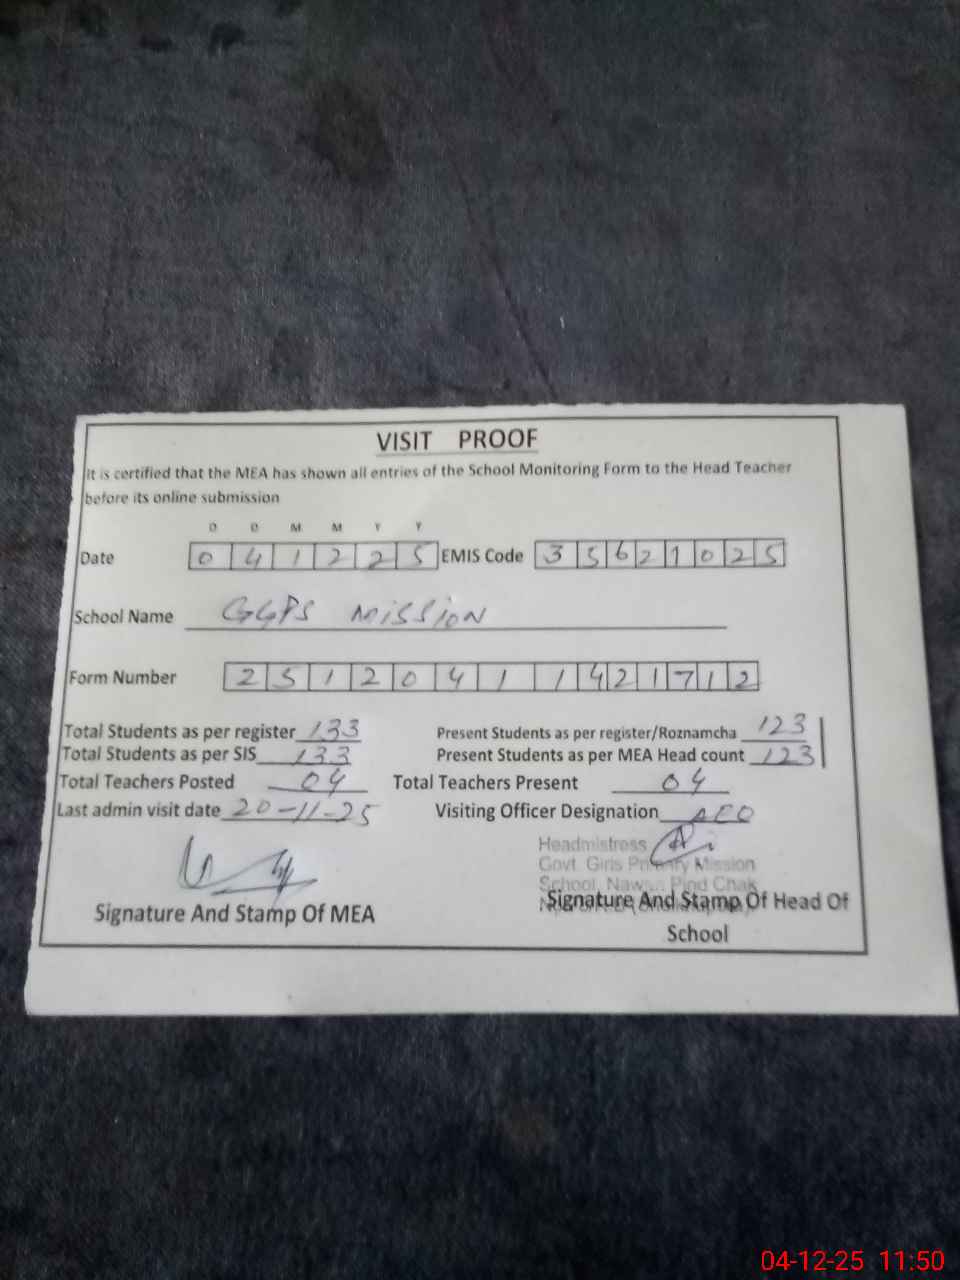 VISIT PROOF
It is certified that the MEA has shown all entries of the School Monitoring Form to the Head Teacher
before its online submission
D D M M Y Y
Date 0 4 1 2 2 5 EMIS Code 3 5 6 2 1 0 2 5
School Name GGPS MISSION
Form Number 2 5 1 2 0 4 1 1 4 2 1 7 1 2
Total Students as per register 133 Present Students as per register/Roznamcha 123
Total Students as per SIS 133 Present Students as per MEA Head count 123
Total Teachers Posted 04 Total Teachers Present 04
Last admin visit date 20-11-25 Visiting Officer Designation AEO
Headmistress
Govt. Girls Primary Mission
School, Nawan Pind Chak
Signature And Stamp Of MEA Signature And Stamp Of Head Of
School
04-12-25 11:50